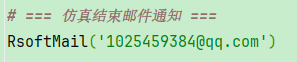 # === 仿真结束邮件通知 ===
RsoftMail('1025459384@qq.com')